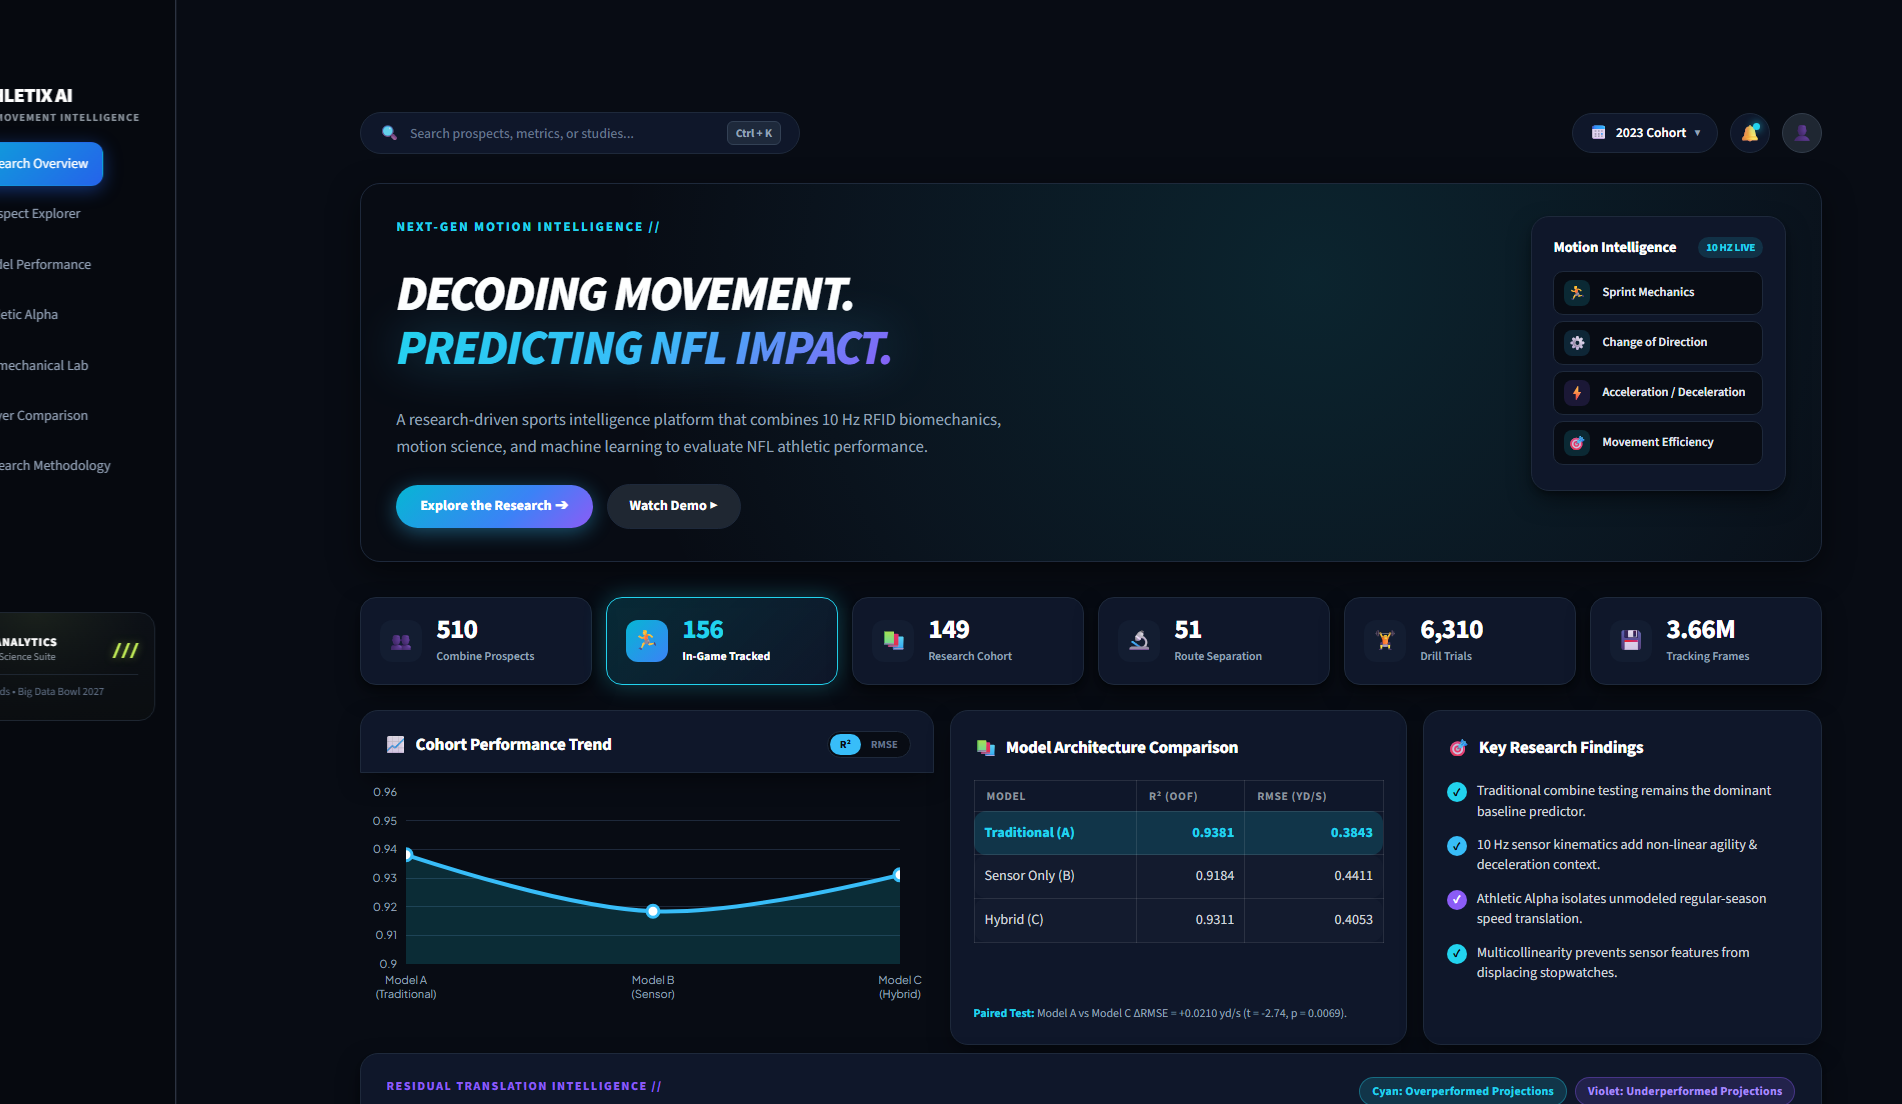 HLETIX AI
MOVEMENT INTELLIGENCE
earch Overview
spect Explorer
del Performance
etic Alpha
mechanical Lab
yer Comparison
earch Methodology
ANALYTICS
Science Suite
///
ds • Big Data Bowl 2027
Search prospects, metrics, or studies...
Ctrl + K
2023 Cohort ▾
NEXT-GEN MOTION INTELLIGENCE //
DECODING MOVEMENT.
PREDICTING NFL IMPACT.
A research-driven sports intelligence platform that combines 10 Hz RFID biomechanics,
motion science, and machine learning to evaluate NFL athletic performance.
Explore the Research ➔
Watch Demo ▸
Motion Intelligence
10 HZ LIVE
Sprint Mechanics
Change of Direction
Acceleration / Deceleration
Movement Efficiency
510
Combine Prospects
156
In-Game Tracked
149
Research Cohort
51
Route Separation
6,310
Drill Trials
3.66M
Tracking Frames
Cohort Performance Trend
R² RMSE
0.96
0.95
0.94
0.93
0.92
0.91
0.9
Model A
(Traditional)
Model B
(Sensor)
Model C
(Hybrid)
Model Architecture Comparison
MODEL R² (OOF) RMSE (YD/S)
Traditional (A) 0.9381 0.3843
Sensor Only (B) 0.9184 0.4411
Hybrid (C) 0.9311 0.4053
Paired Test: Model A vs Model C ΔRMSE = +0.0210 yd/s (t = -2.74, p = 0.0069).
Key Research Findings
Traditional combine testing remains the dominant
baseline predictor.
10 Hz sensor kinematics add non-linear agility &
deceleration context.
Athletic Alpha isolates unmodeled regular-season
speed translation.
Multicollinearity prevents sensor features from
displacing stopwatches.
RESIDUAL TRANSLATION INTELLIGENCE //
Cyan: Overperformed Projections
Violet: Underperformed Projections